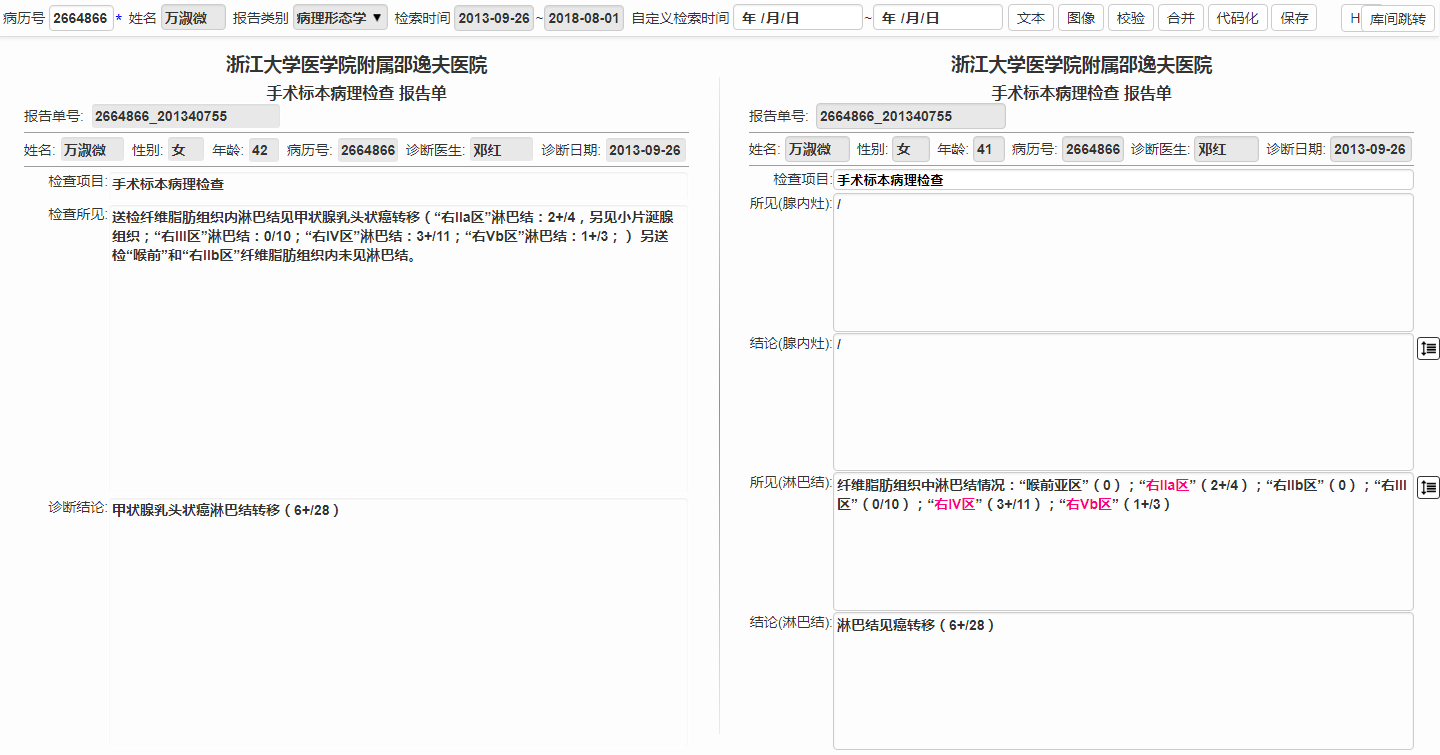 病历号 2664866 * 姓名 万淑微 报告类别 病理形态学 ▼ 检索时间 2013-09-26 ~ 2018-08-01 自定义检索时间 年 /月/日 ~ 年 /月/日 文本 图像 校验 合并 代码化 保存 H 库间跳转
浙江大学医学院附属邵逸夫医院
手术标本病理检查 报告单
报告单号: 2664866_201340755
姓名: 万淑微 性别: 女 年龄: 42 病历号: 2664866 诊断医生: 邓红 诊断日期: 2013-09-26
检查项目: 手术标本病理检查
检查所见: 送检纤维脂肪组织内淋巴结见甲状腺乳头状癌转移（“右IIa区”淋巴结：2+/4，另见小片涎腺
组织；“右III区”淋巴结：0/10；“右IV区”淋巴结：3+/11；“右Vb区”淋巴结：1+/3；）另送
检“喉前”和“右IIb区”纤维脂肪组织内未见淋巴结。
诊断结论: 甲状腺乳头状癌淋巴结转移（6+/28）
浙江大学医学院附属邵逸夫医院
手术标本病理检查 报告单
报告单号: 2664866_201340755
姓名: 万淑微 性别: 女 年龄: 41 病历号: 2664866 诊断医生: 邓红 诊断日期: 2013-09-26
检查项目: 手术标本病理检查
所见(腺内灶): /
结论(腺内灶): /
所见(淋巴结): 纤维脂肪组织中淋巴结情况：“喉前亚区”（0）；“右IIa区”（2+/4）；“右IIb区”（0）；“右III
区”（0/10）；“右IV区”（3+/11）；“右Vb区”（1+/3）
结论(淋巴结): 淋巴结见癌转移（6+/28）